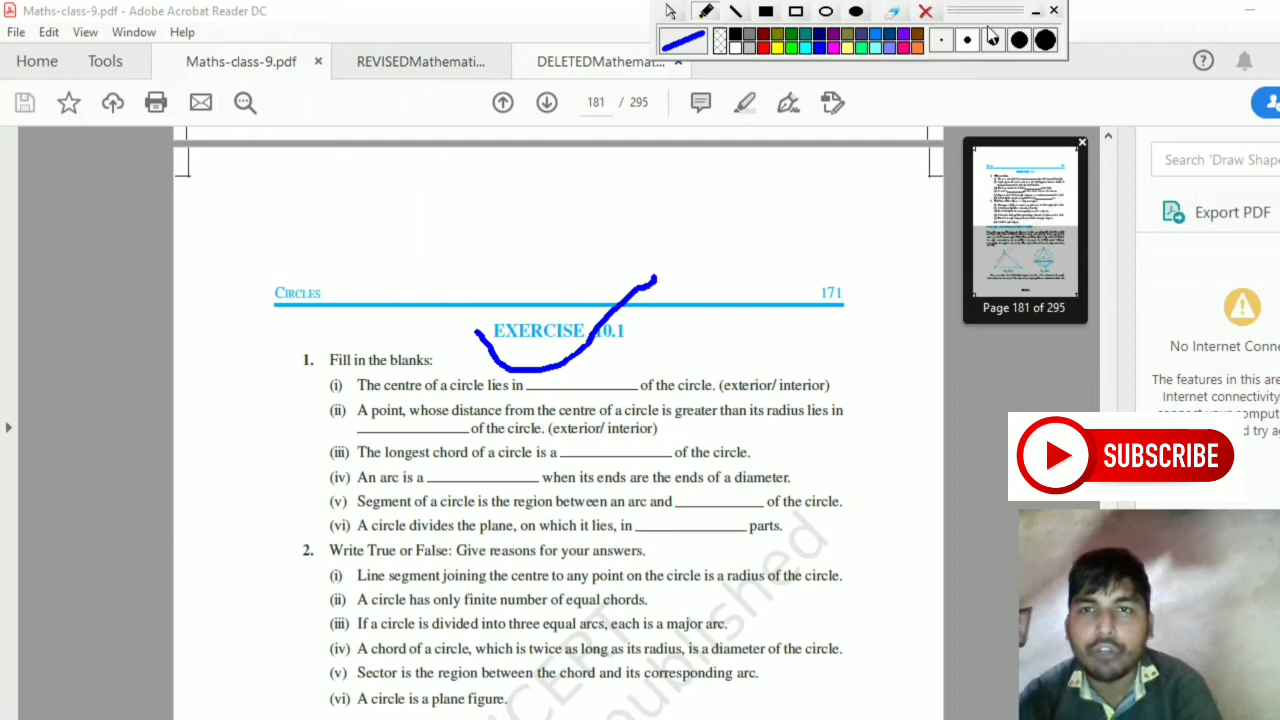 Maths-class-9.pdf - Adobe Acrobat Reader DC
File Edit View Window Help
Home Tools Maths-class-9.pdf × REVISEDMathemati... DELETEDMathemat...
181 / 295
Search 'Draw Shape
Export PDF
Page 181 of 295
No Internet Conne
The features in this are
Internet connectivity
connect your comput
CIRCLES 171
EXERCISE 10.1
1. Fill in the blanks:
(i) The centre of a circle lies in ____________ of the circle. (exterior/ interior)
(ii) A point, whose distance from the centre of a circle is greater than its radius lies in
____________ of the circle. (exterior/ interior)
(iii) The longest chord of a circle is a ____________ of the circle.
(iv) An arc is a ____________ when its ends are the ends of a diameter.
(v) Segment of a circle is the region between an arc and __________ of the circle.
(vi) A circle divides the plane, on which it lies, in ____________ parts.
2. Write True or False: Give reasons for your answers.
(i) Line segment joining the centre to any point on the circle is a radius of the circle.
(ii) A circle has only finite number of equal chords.
(iii) If a circle is divided into three equal arcs, each is a major arc.
(iv) A chord of a circle, which is twice as long as its radius, is a diameter of the circle.
(v) Sector is the region between the chord and its corresponding arc.
(vi) A circle is a plane figure.
SUBSCRIBE
NCERT
published